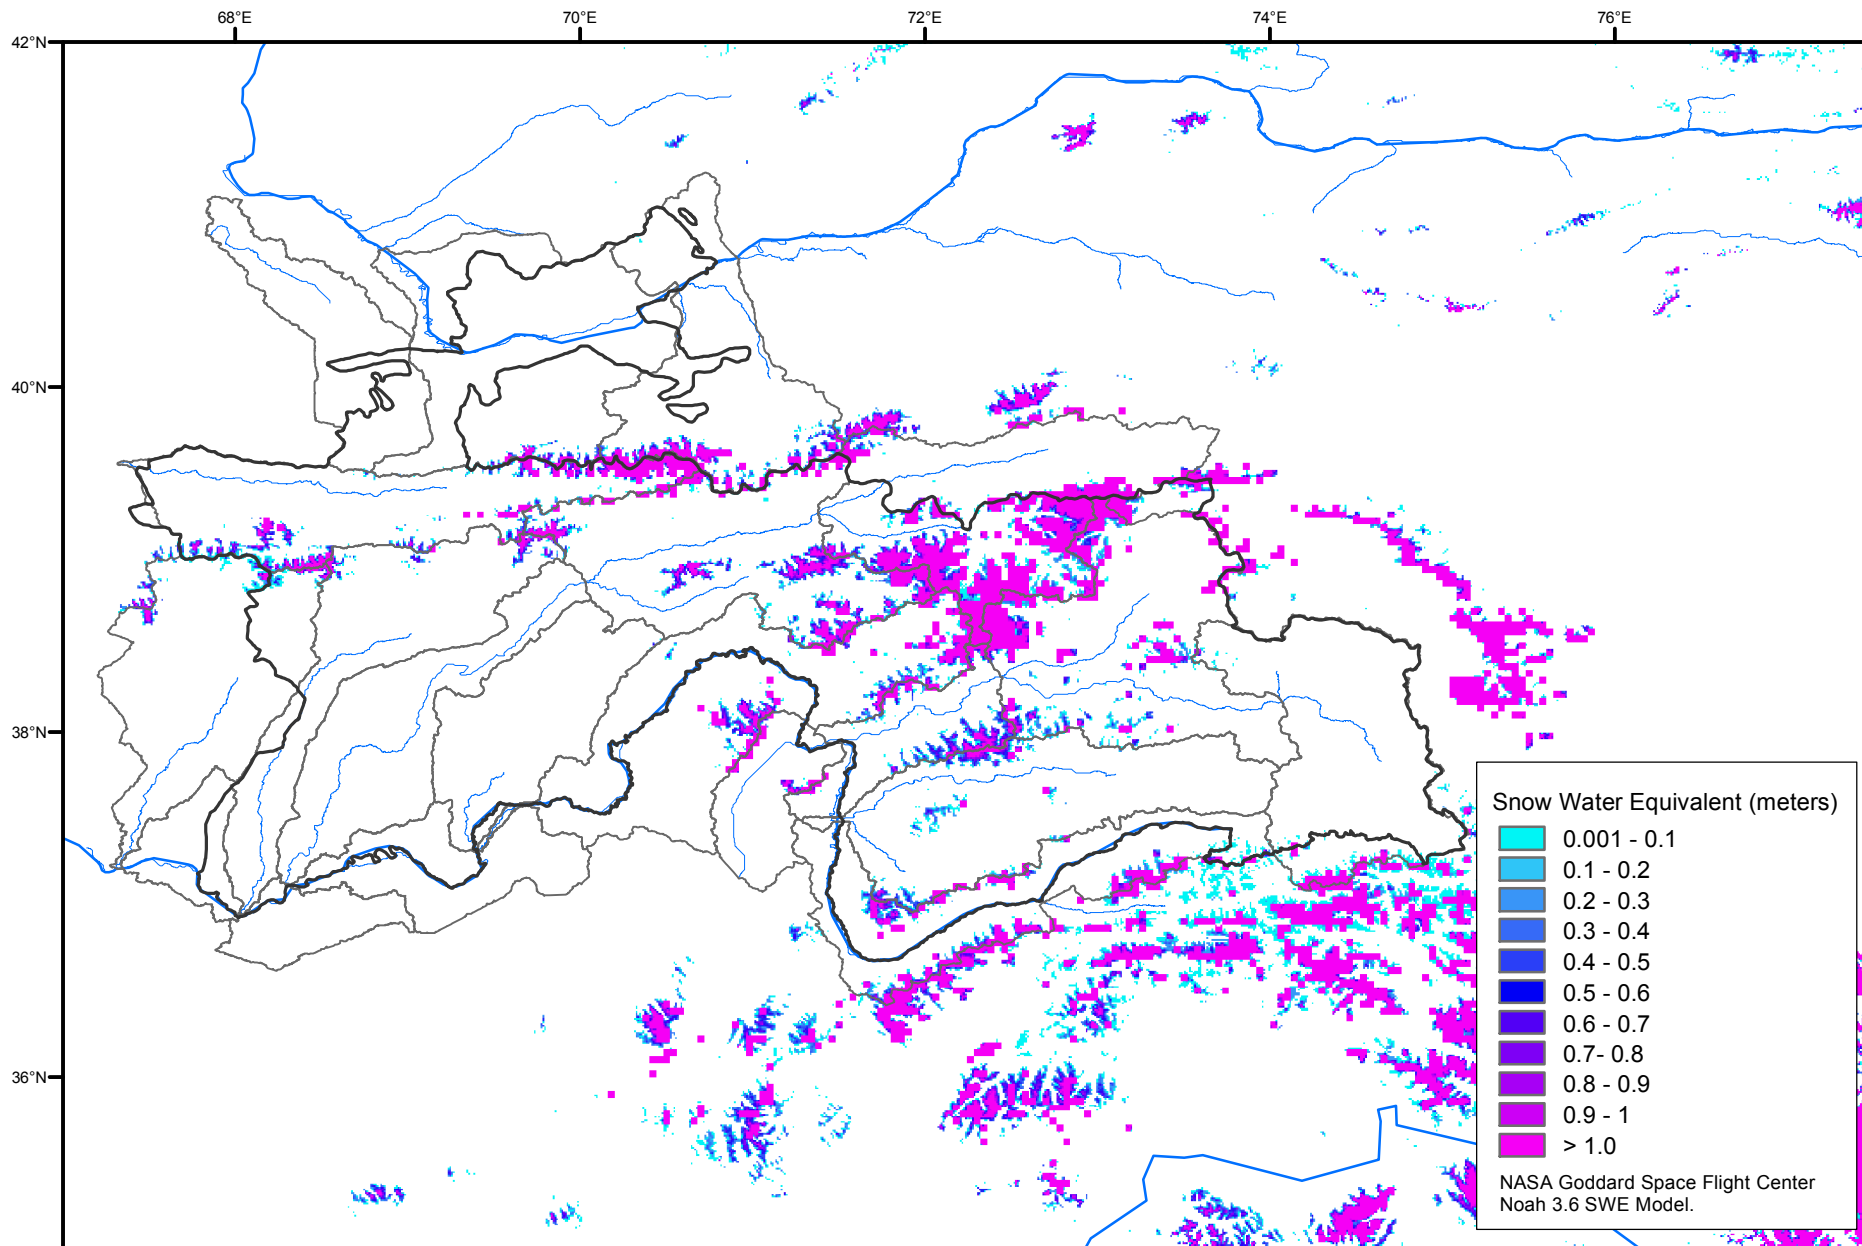 68°E 70°E 72°E 74°E 76°E
42°N
40°N
38°N
36°N
Snow Water Equivalent (meters)
0.001 - 0.1
0.1 - 0.2
0.2 - 0.3
0.3 - 0.4
0.4 - 0.5
0.5 - 0.6
0.6 - 0.7
0.7- 0.8
0.8 - 0.9
0.9 - 1
> 1.0
NASA Goddard Space Flight Center
Noah 3.6 SWE Model.